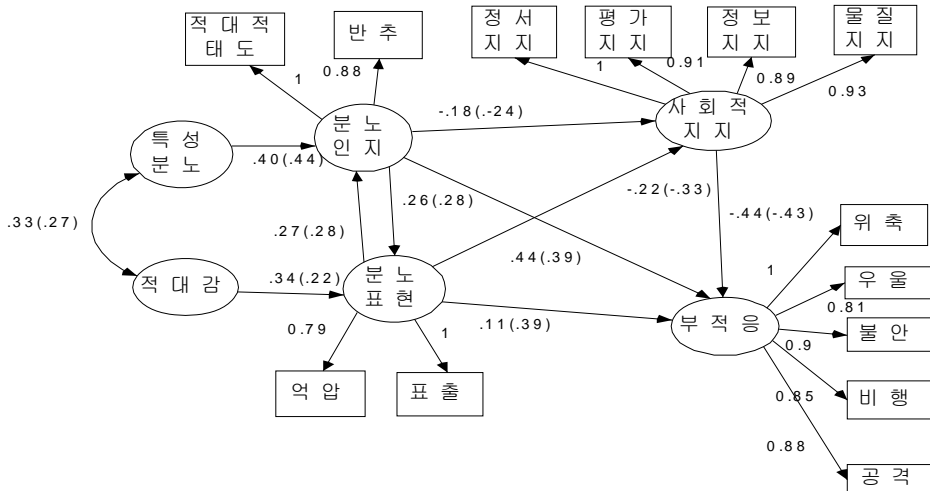 적대적
태도
반추
정서
지지
평가
지지
정보
지지
물질
지지
1
0.88
1
0.91
0.89
0.93
분노
인지
-.18(-.24)
사회적
지지
특성
분노
.40(.44)
.33(.27)
.27(.28)
.26(.28)
-.22(-.33)
-.44(-.43)
.44(.39)
적대감
.34(.22)
분노
표현
.11(.39)
부적응
1
위축
우울
0.81
불안
0.9
비행
0.85
공격
0.88
0.79
1
억압
표출